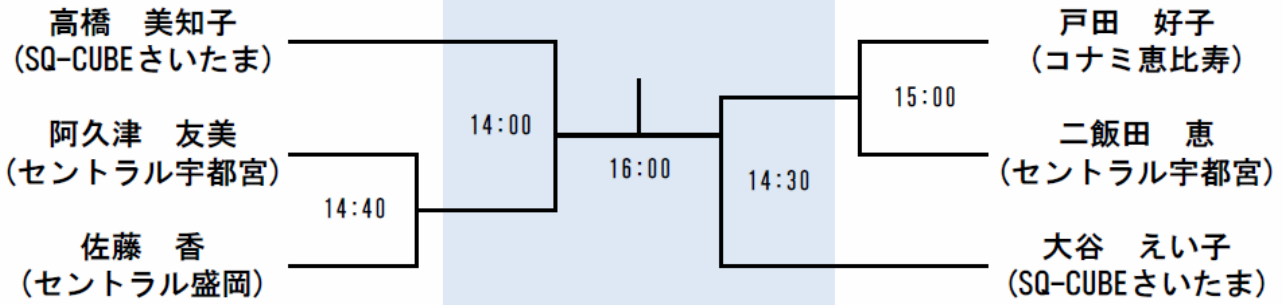 高橋　美知子
(SQ-CUBEさいたま)
阿久津　友美
(セントラル宇都宮)
佐藤　香
(セントラル盛岡)
14:40
14:00
16:00
14:30
15:00
戸田　好子
(コナミ恵比寿)
二飯田　恵
(セントラル宇都宮)
大谷　えい子
(SQ-CUBEさいたま)